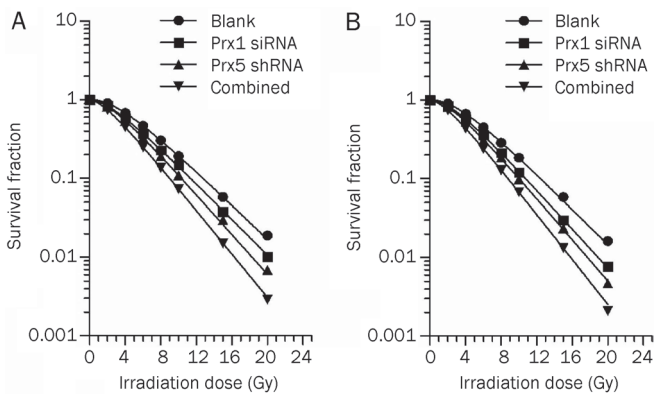 A
Blank
Prx1 siRNA
Prx5 shRNA
Combined
10
1
0.1
0.01
0.001
Survival fraction
0 4 8 12 16 20 24
Irradiation dose (Gy)
B
Blank
Prx1 siRNA
Prx5 shRNA
Combined
10
1
0.1
0.01
0.001
Survival fraction
0 4 8 12 16 20 24
Irradiation dose (Gy)